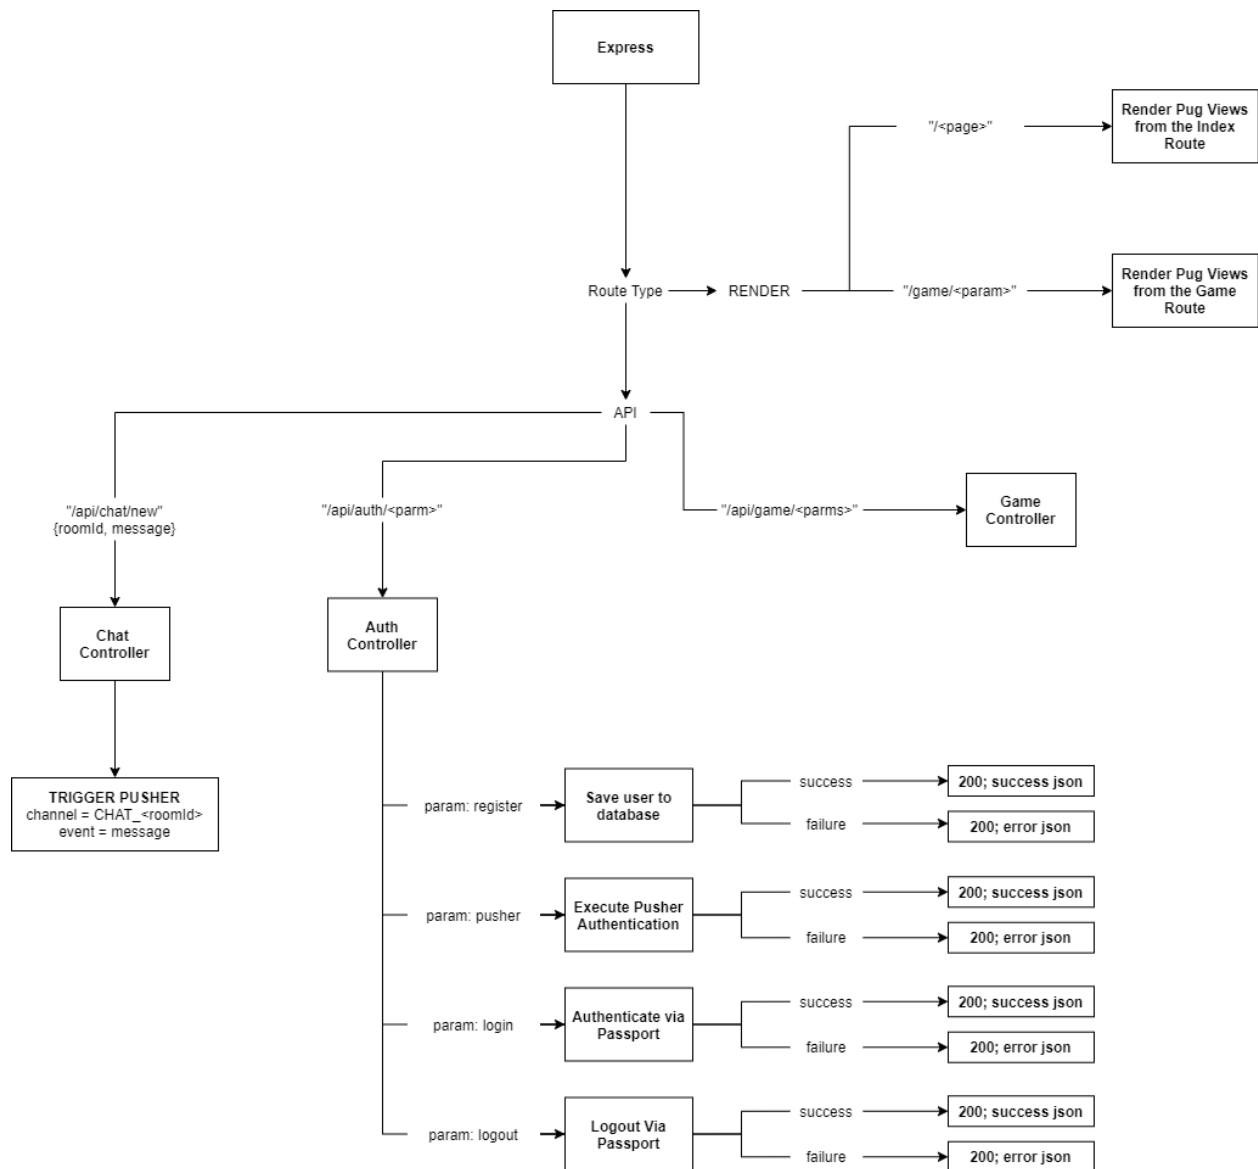 Express
"/<page>"
Render Pug Views
from the Index
Route
Route Type
RENDER
"/game/<param>"
Render Pug Views
from the Game
Route
API
"/api/chat/new"
{roomId, message}
"/api/auth/<parm>"
"/api/game/<parms>"
Game
Controller
Chat
Controller
Auth
Controller
TRIGGER PUSHER
channel = CHAT_<roomId>
event = message
param: register
Save user to
database
success
200; success json
failure
200; error json
param: pusher
Execute Pusher
Authentication
success
200; success json
failure
200; error json
param: login
Authenticate via
Passport
success
200; success json
failure
200; error json
param: logout
Logout Via
Passport
success
200; success json
failure
200; error json